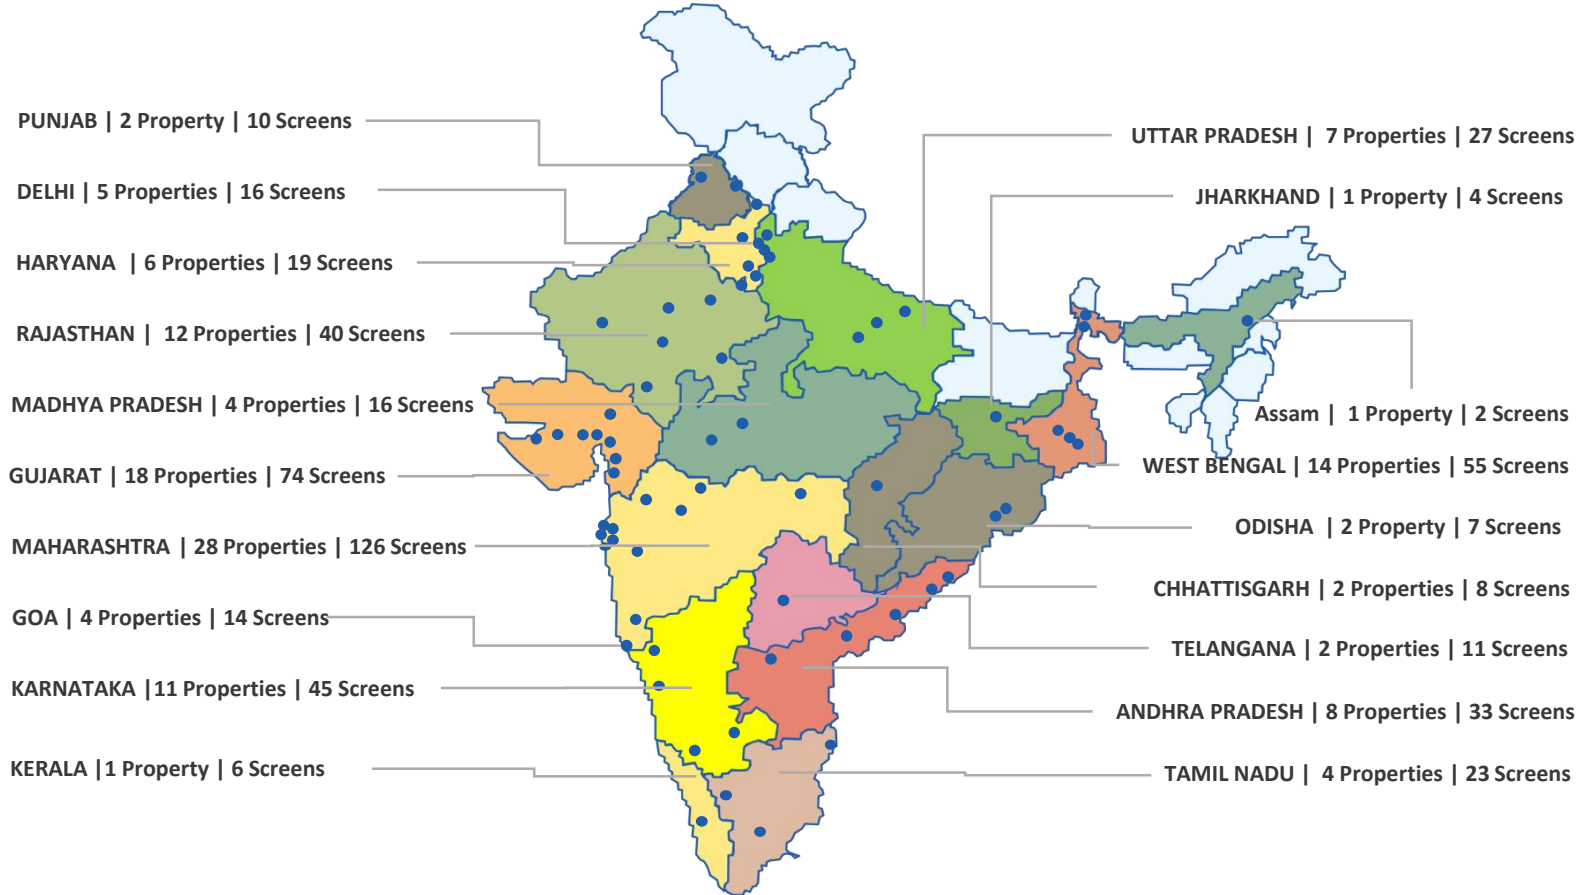 PUNJAB | 2 Property | 10 Screens
DELHI | 5 Properties | 16 Screens
HARYANA | 6 Properties | 19 Screens
RAJASTHAN | 12 Properties | 40 Screens
MADHYA PRADESH | 4 Properties | 16 Screens
GUJARAT | 18 Properties | 74 Screens
MAHARASHTRA | 28 Properties | 126 Screens
GOA | 4 Properties | 14 Screens
KARNATAKA |11 Properties | 45 Screens
KERALA |1 Property | 6 Screens
UTTAR PRADESH | 7 Properties | 27 Screens
JHARKHAND | 1 Property | 4 Screens
Assam | 1 Property | 2 Screens
WEST BENGAL | 14 Properties | 55 Screens
ODISHA | 2 Property | 7 Screens
CHHATTISGARH | 2 Properties | 8 Screens
TELANGANA | 2 Properties | 11 Screens
ANDHRA PRADESH | 8 Properties | 33 Screens
TAMIL NADU | 4 Properties | 23 Screens